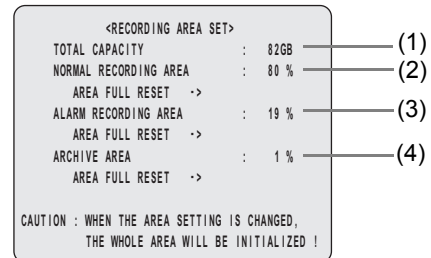 <RECORDING AREA SET>
TOTAL CAPACITY : 82GB (1)
NORMAL RECORDING AREA : 80 % (2)
AREA FULL RESET ->
ALARM RECORDING AREA : 19 % (3)
AREA FULL RESET ->
ARCHIVE AREA : 1 % (4)
AREA FULL RESET ->
CAUTION : WHEN THE AREA SETTING IS CHANGED,
THE WHOLE AREA WILL BE INITIALIZED !